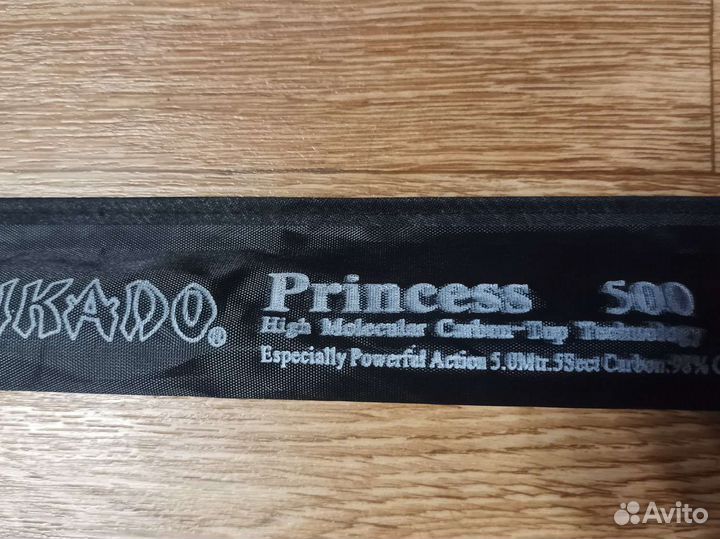 IKADO® Princess 500
High Molecular Carbon-Top Technology
Especially Powerful Action 5.0Mtr.5Sect Carbon:98% C
Avito